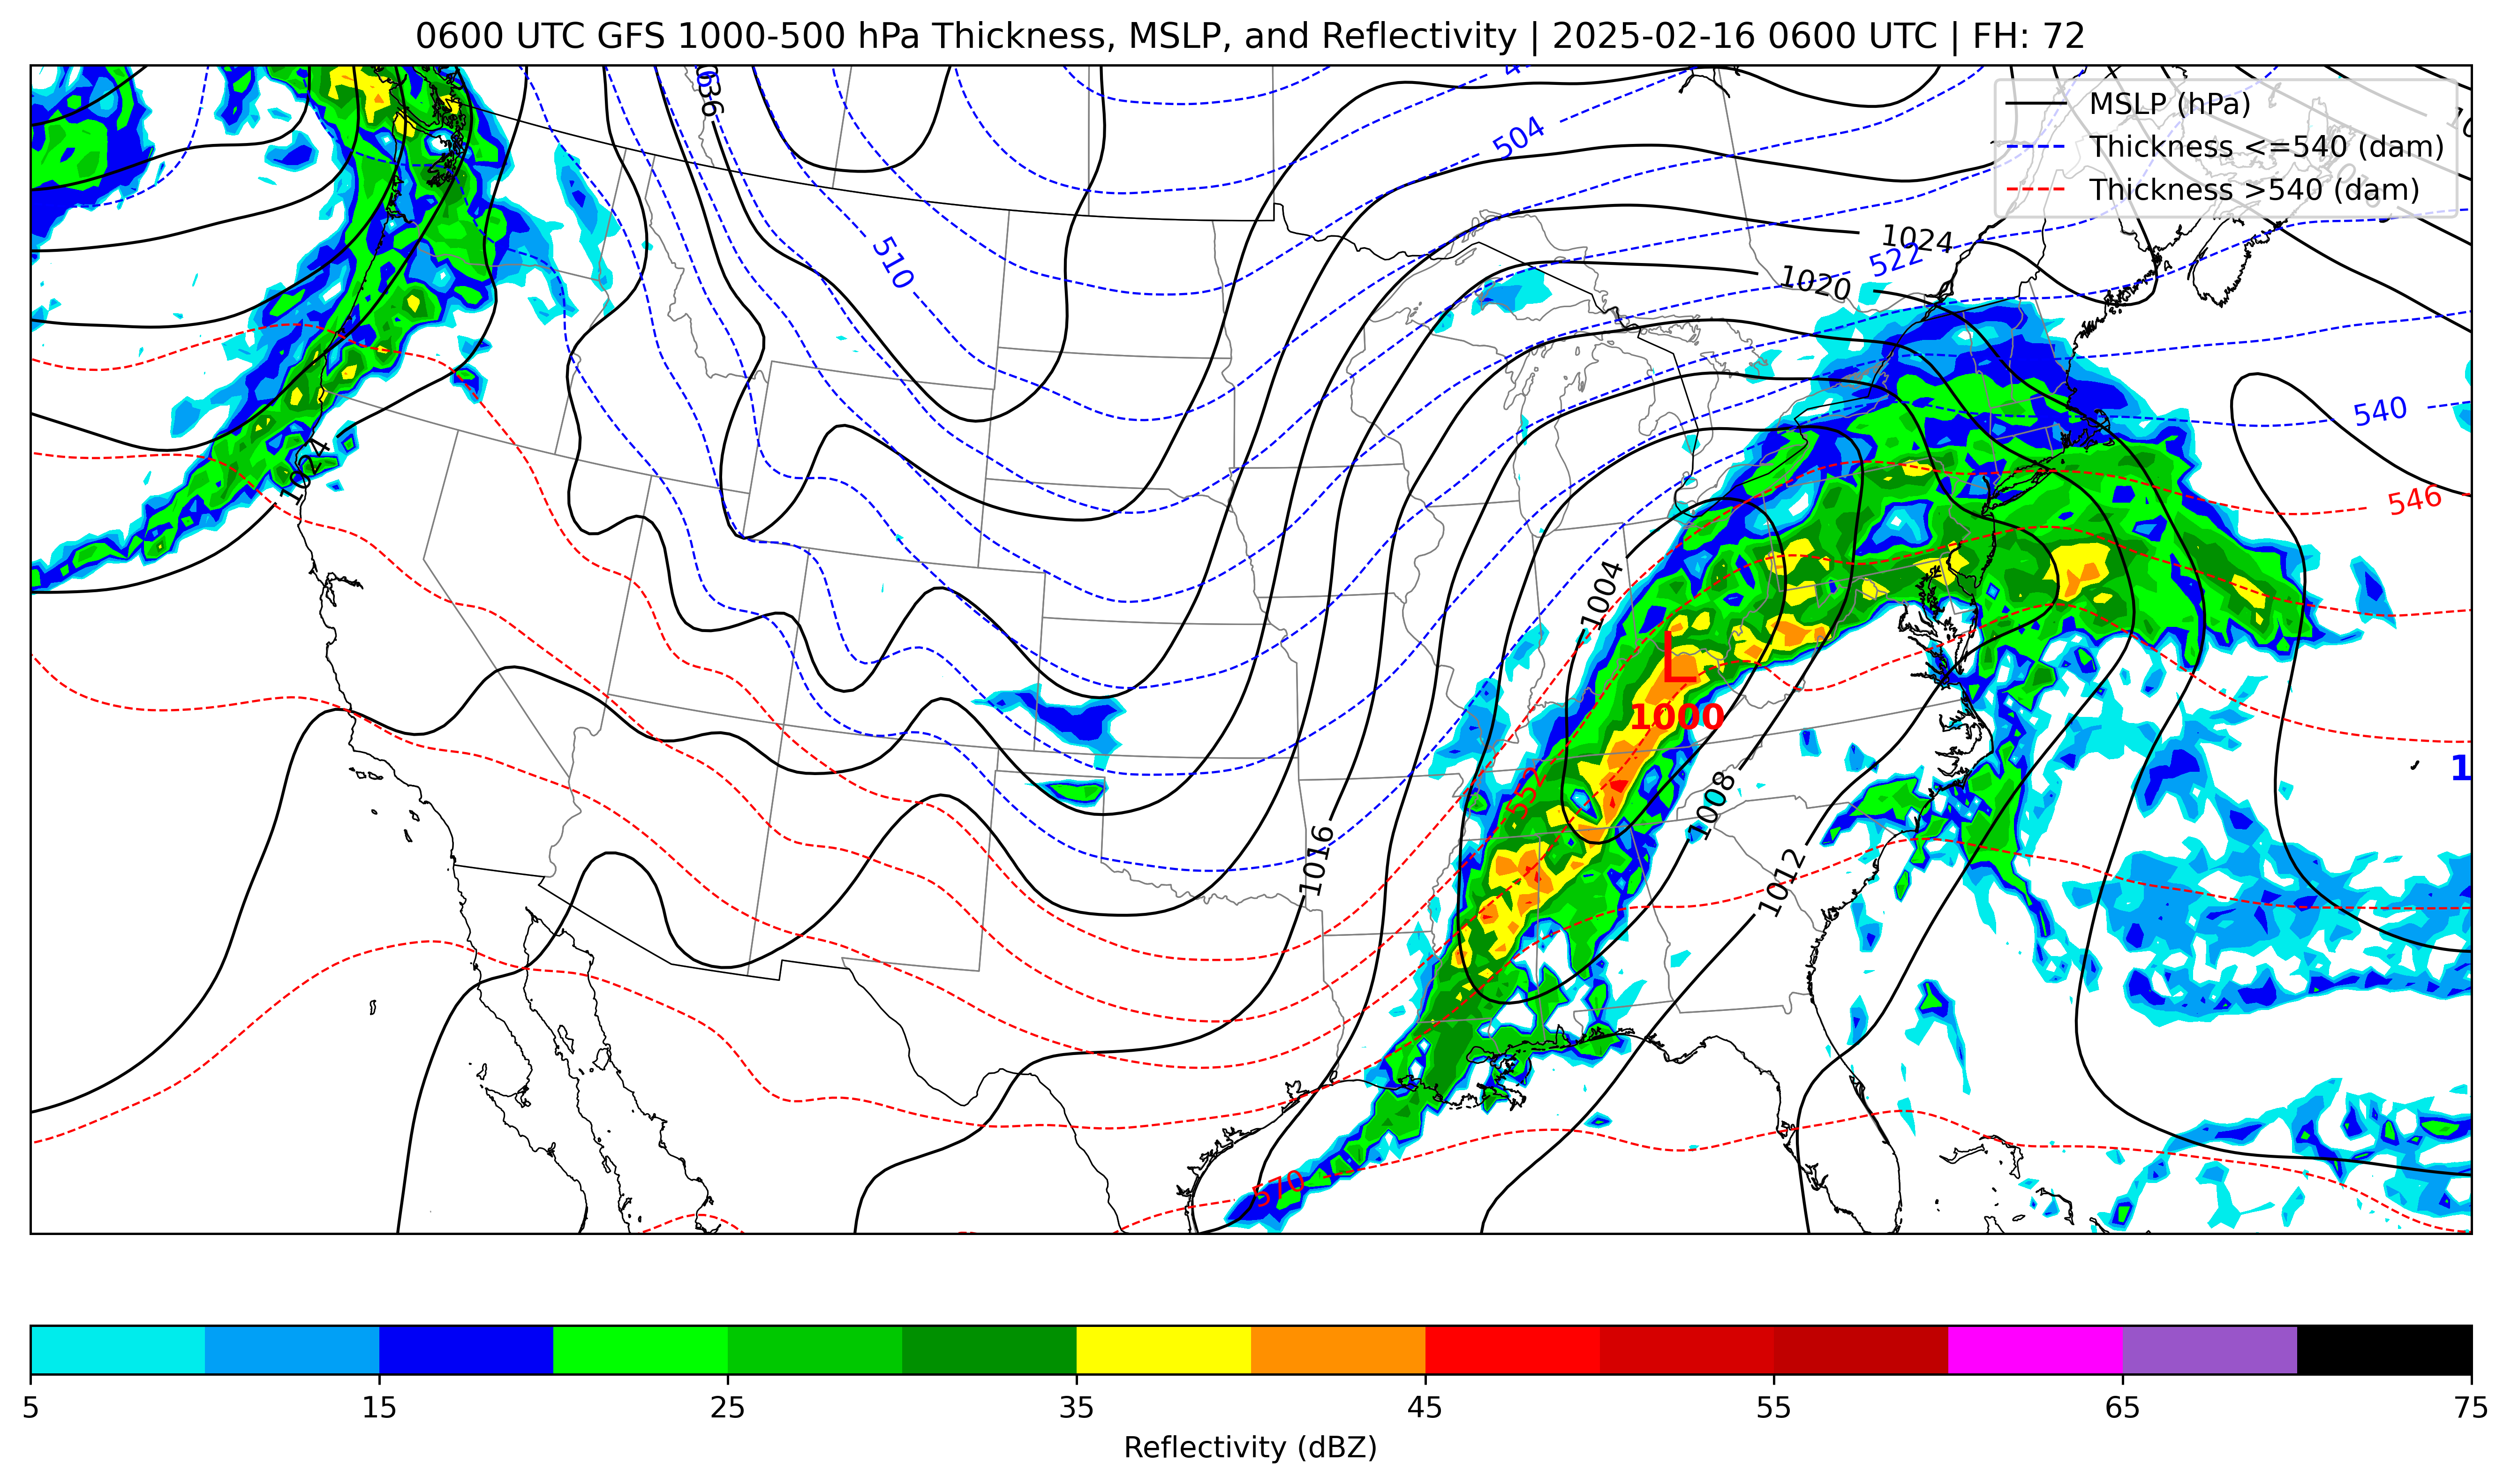 0600 UTC GFS 1000-500 hPa Thickness, MSLP, and Reflectivity | 2025-02-16 0600 UTC | FH: 72
MSLP (hPa)
Thickness <=540 (dam)
Thickness >540 (dam)
504
510
1024
522
1020
540
1024
546
1004
L
1000
552
1008
1016
1012
570
5 15 25 35 45 55 65 75
Reflectivity (dBZ)